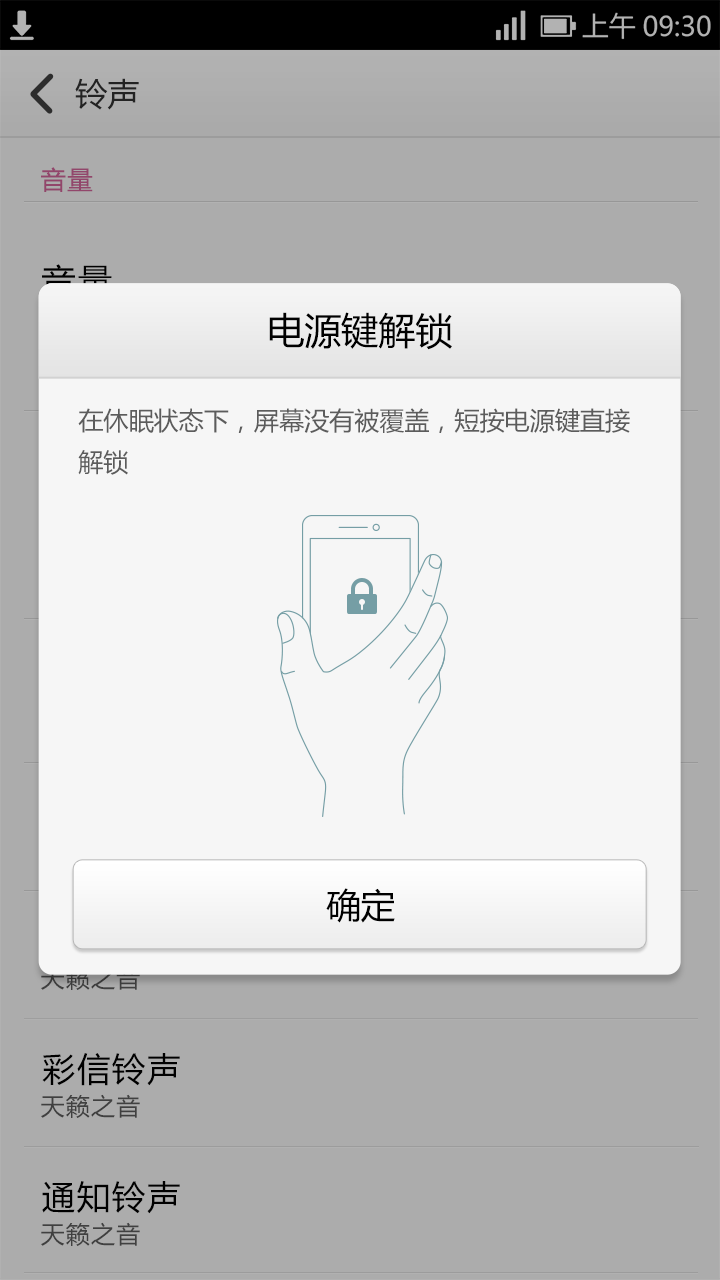 上午 09:30
铃声
音量
音量
电源键解锁
在休眠状态下，屏幕没有被覆盖，短按电源键直接
解锁
确定
天籁之音
彩信铃声
天籁之音
通知铃声
天籁之音